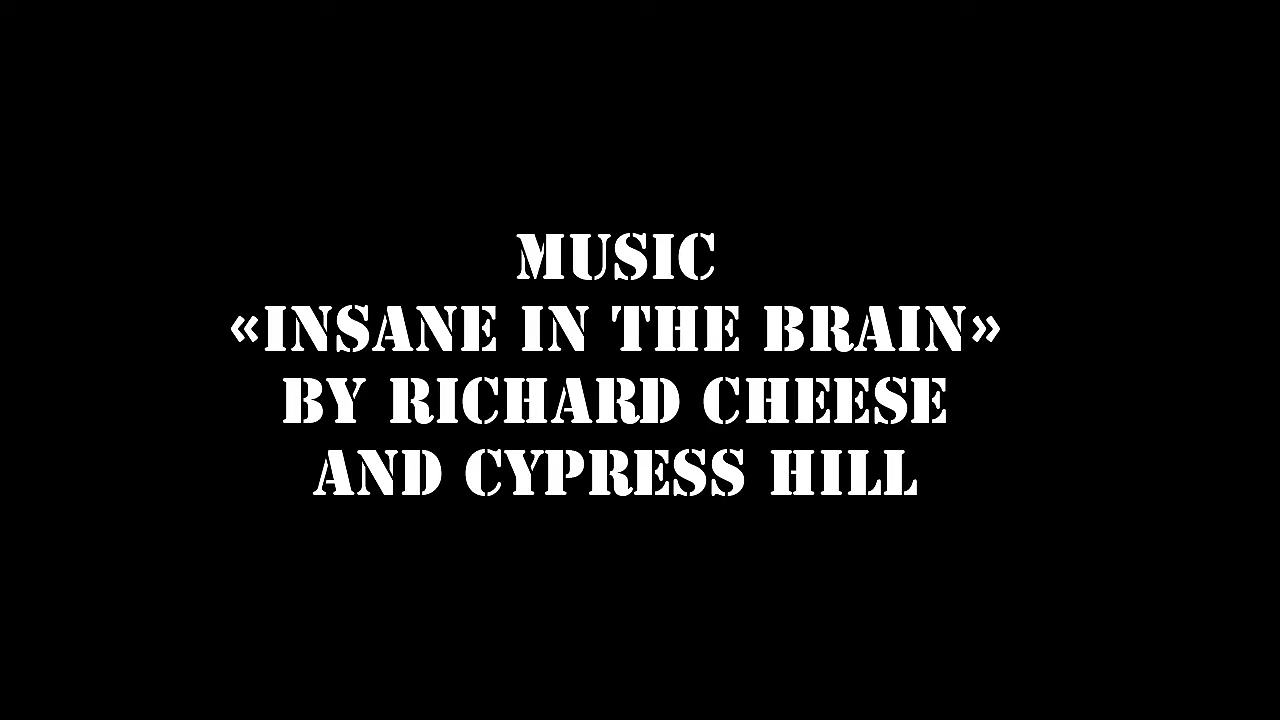 MUSIC
«INSANE IN THE BRAIN»
BY RICHARD CHEESE
AND CYPRESS HILL